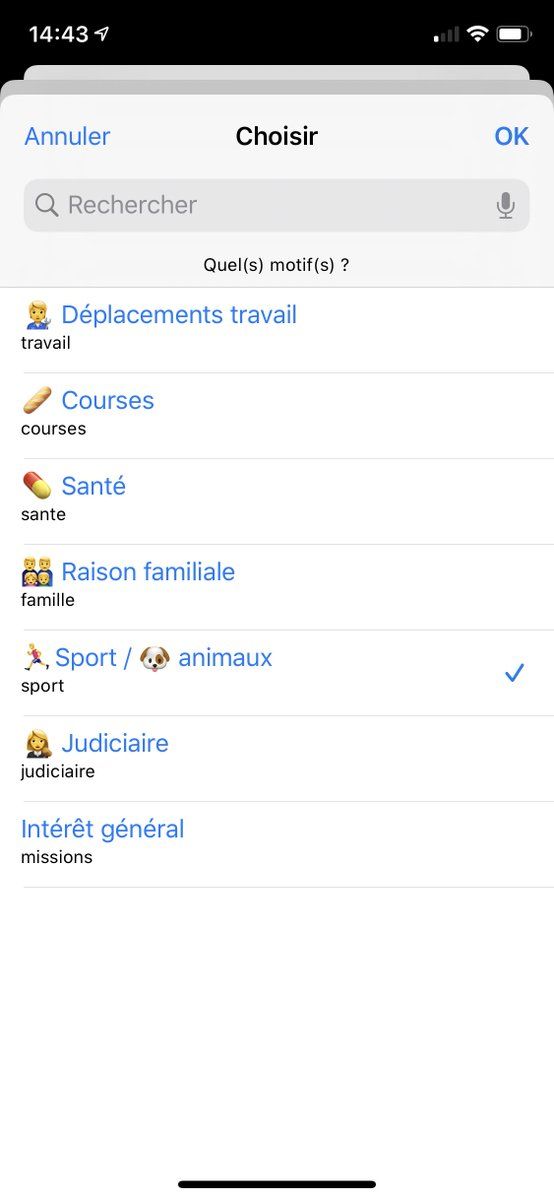 14:43
Annuler Choisir OK
Rechercher
Quel(s) motif(s) ?
Déplacements travail
travail
Courses
courses
Santé
sante
Raison familiale
famille
Sport / animaux
sport
Judiciaire
judiciaire
Intérêt général
missions